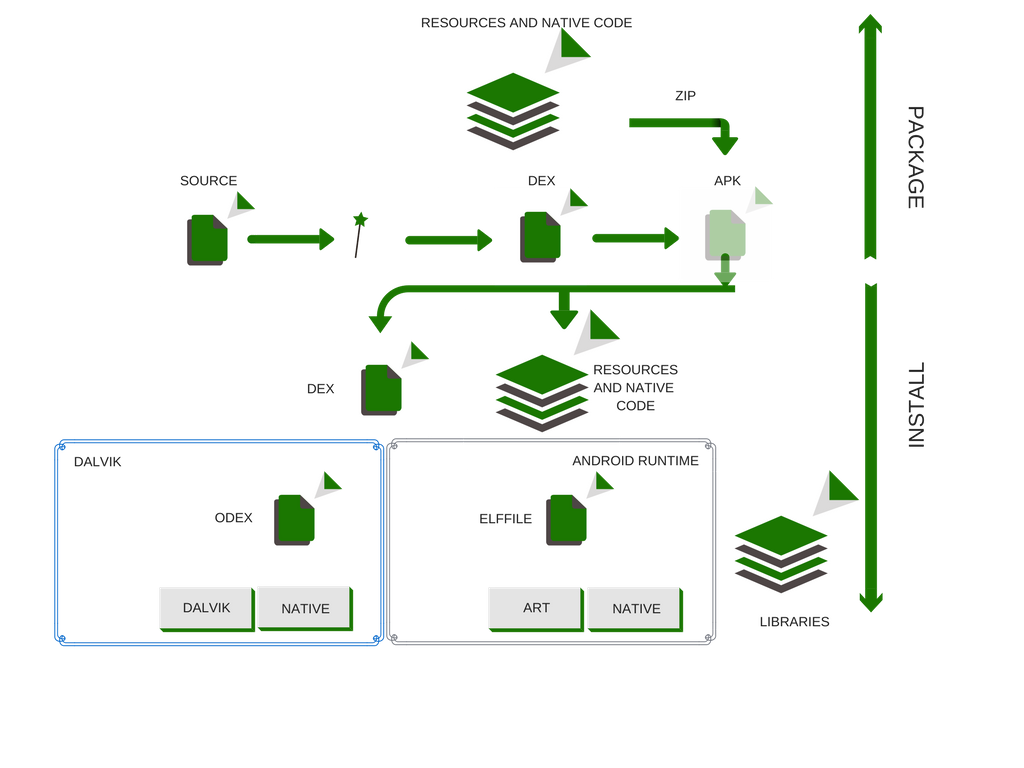 RESOURCES AND NATIVE CODE
ZIP
PACKAGE
SOURCE
DEX
APK
DEX
RESOURCES
AND NATIVE
CODE
INSTALL
DALVIK
ODEX
DALVIK
NATIVE
ANDROID RUNTIME
ELFFILE
ART
NATIVE
LIBRARIES